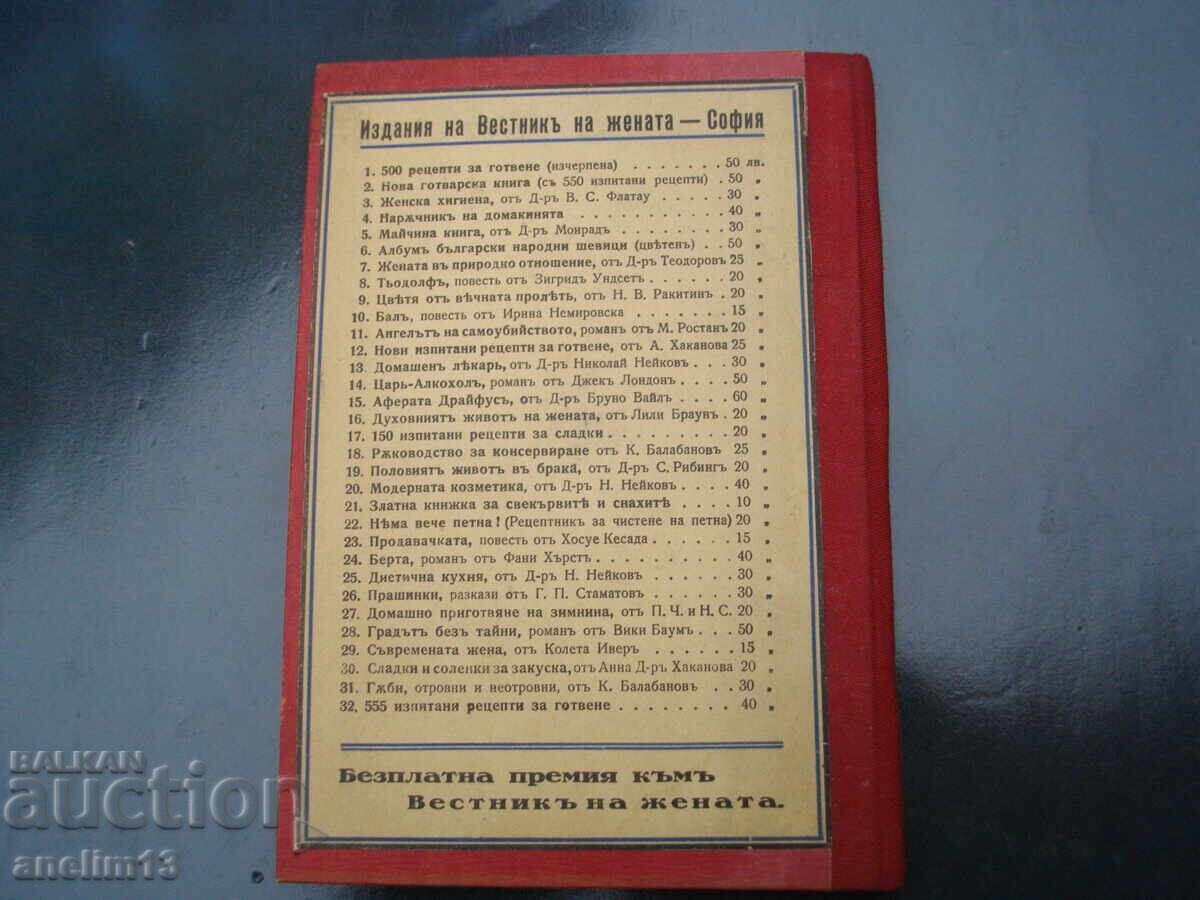 Издания на Вестникъ на жената — София
1. 500 рецепти за готвене (изчерпена) . . . . . . . 50 лв.
2. Нова готварска книга (съ 550 изпитани рецепти) . 50 „
3. Женска хигиена, отъ Д-ръ В. С. Флатау . . . . . 30 „
4. Нарѫчникъ на домакинята . . . . . . . . . . . 40 „
5. Майчина книга, отъ Д-ръ Монрадъ . . . . . . . . 30 „
6. Албумъ български народни шевици (цвѣтенъ) . . 50 „
7. Жената въ природно отношение, отъ Д-ръ Теодоровъ 25 „
8. Тьодолфъ, повесть отъ Зигридъ Ундсетъ . . . . . . 20 „
9. Цвѣтя отъ вѣчната пролѣть, отъ Н. В. Ракитинъ . 20 „
10. Балъ, повесть отъ Ирина Немировска . . . . . . . 15 „
11. Ангелътъ на самоубийството, романъ отъ М. Ростанъ 20 „
12. Нови изпитани рецепти за готвене, отъ А. Хаканова 25 „
13. Домашенъ лѣкарь, отъ Д-ръ Николай Нейковъ . . . 30 „
14. Царь-Алкохолъ, романъ отъ Джекъ Лондонъ . . . . 50 „
15. Аферата Драйфусъ, отъ Д-ръ Бруно Вайлъ . . . . 60 „
16. Духовниятъ животъ на жената, отъ Лили Браунъ . 20 „
17. 150 изпитани рецепти за сладки . . . . . . . . . 20 „
18. Рѫководство за консервиране отъ К. Балабановъ 25 „
19. Половиятъ животъ въ брака, отъ Д-ръ С. Рибингъ 20 „
20. Модерната козметика, отъ Д-ръ Н. Нейковъ . . . . 40 „
21. Златна книжка за свекървитѣ и снахитѣ . . . . 10 „
22. Нѣма вече петна! (Рецептникъ за чистене на петна) 20 „
23. Продавачката, повесть отъ Хосуе Кесада . . . . . . 15 „
24. Берта, романъ отъ Фани Хърстъ . . . . . . . . . 40 „
25. Диетична кухня, отъ Д-ръ Н. Нейковъ . . . . . . 30 „
26. Прашинки, разкази отъ Г. П. Стаматовъ . . . . . . 30 „
27. Домашно приготвяне на зимнина, отъ П. Ч. и Н. С. 20 „
28. Градътъ безъ тайни, романъ отъ Вики Баумъ . . . 50 „
29. Съвремената жена, отъ Колета Иверъ . . . . . . 15 „
30. Сладки и соленки за закуска, отъ Анна Д-ръ Хаканова 20 „
31. Гѫби, отровни и неотровни, отъ К. Балабановъ . . 30 „
32. 555 изпитани рецепти за готвене . . . . . . . . 40 „
Безплатна премия къмъ
Вестникъ на жената.
BALKAN
auction
anelim13